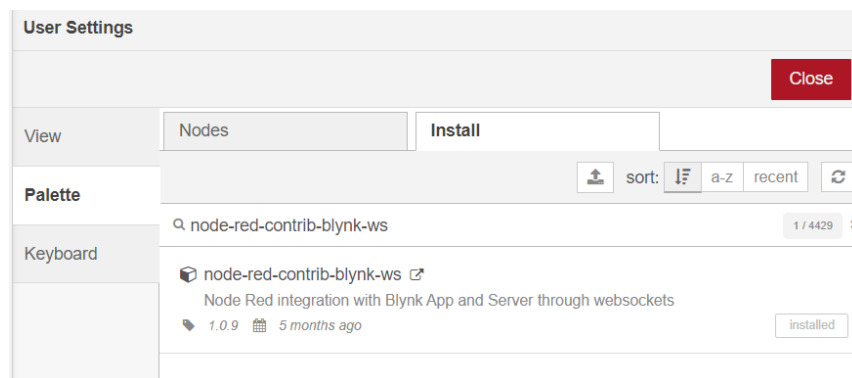 User Settings
Close
View
Nodes
Install
sort:
a-z
recent
Palette
node-red-contrib-blynk-ws
1 / 4429
Keyboard
node-red-contrib-blynk-ws
Node Red integration with Blynk App and Server through websockets
1.0.9
5 months ago
installed